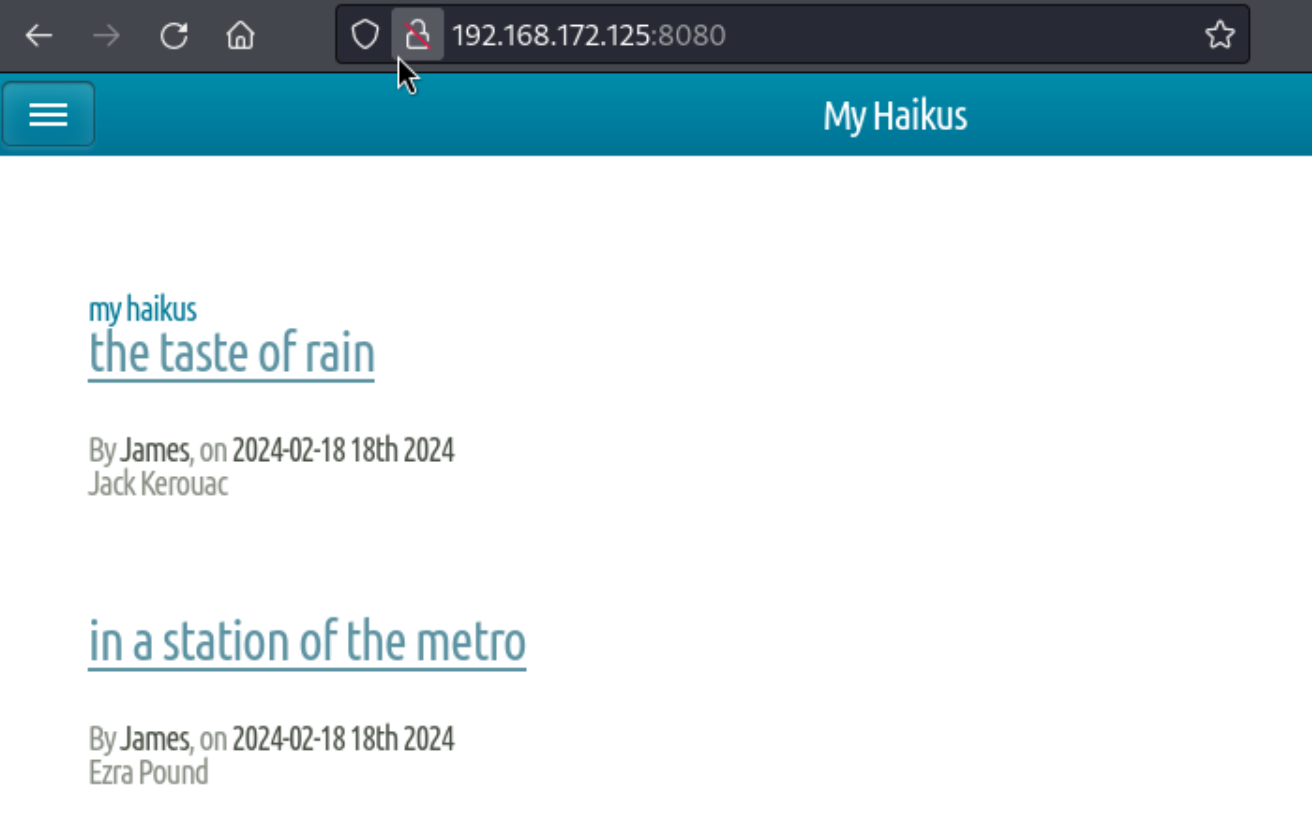 192.168.172.125:8080
My Haikus
my haikus
the taste of rain
By James, on 2024-02-18 18th 2024
Jack Kerouac
in a station of the metro
By James, on 2024-02-18 18th 2024
Ezra Pound